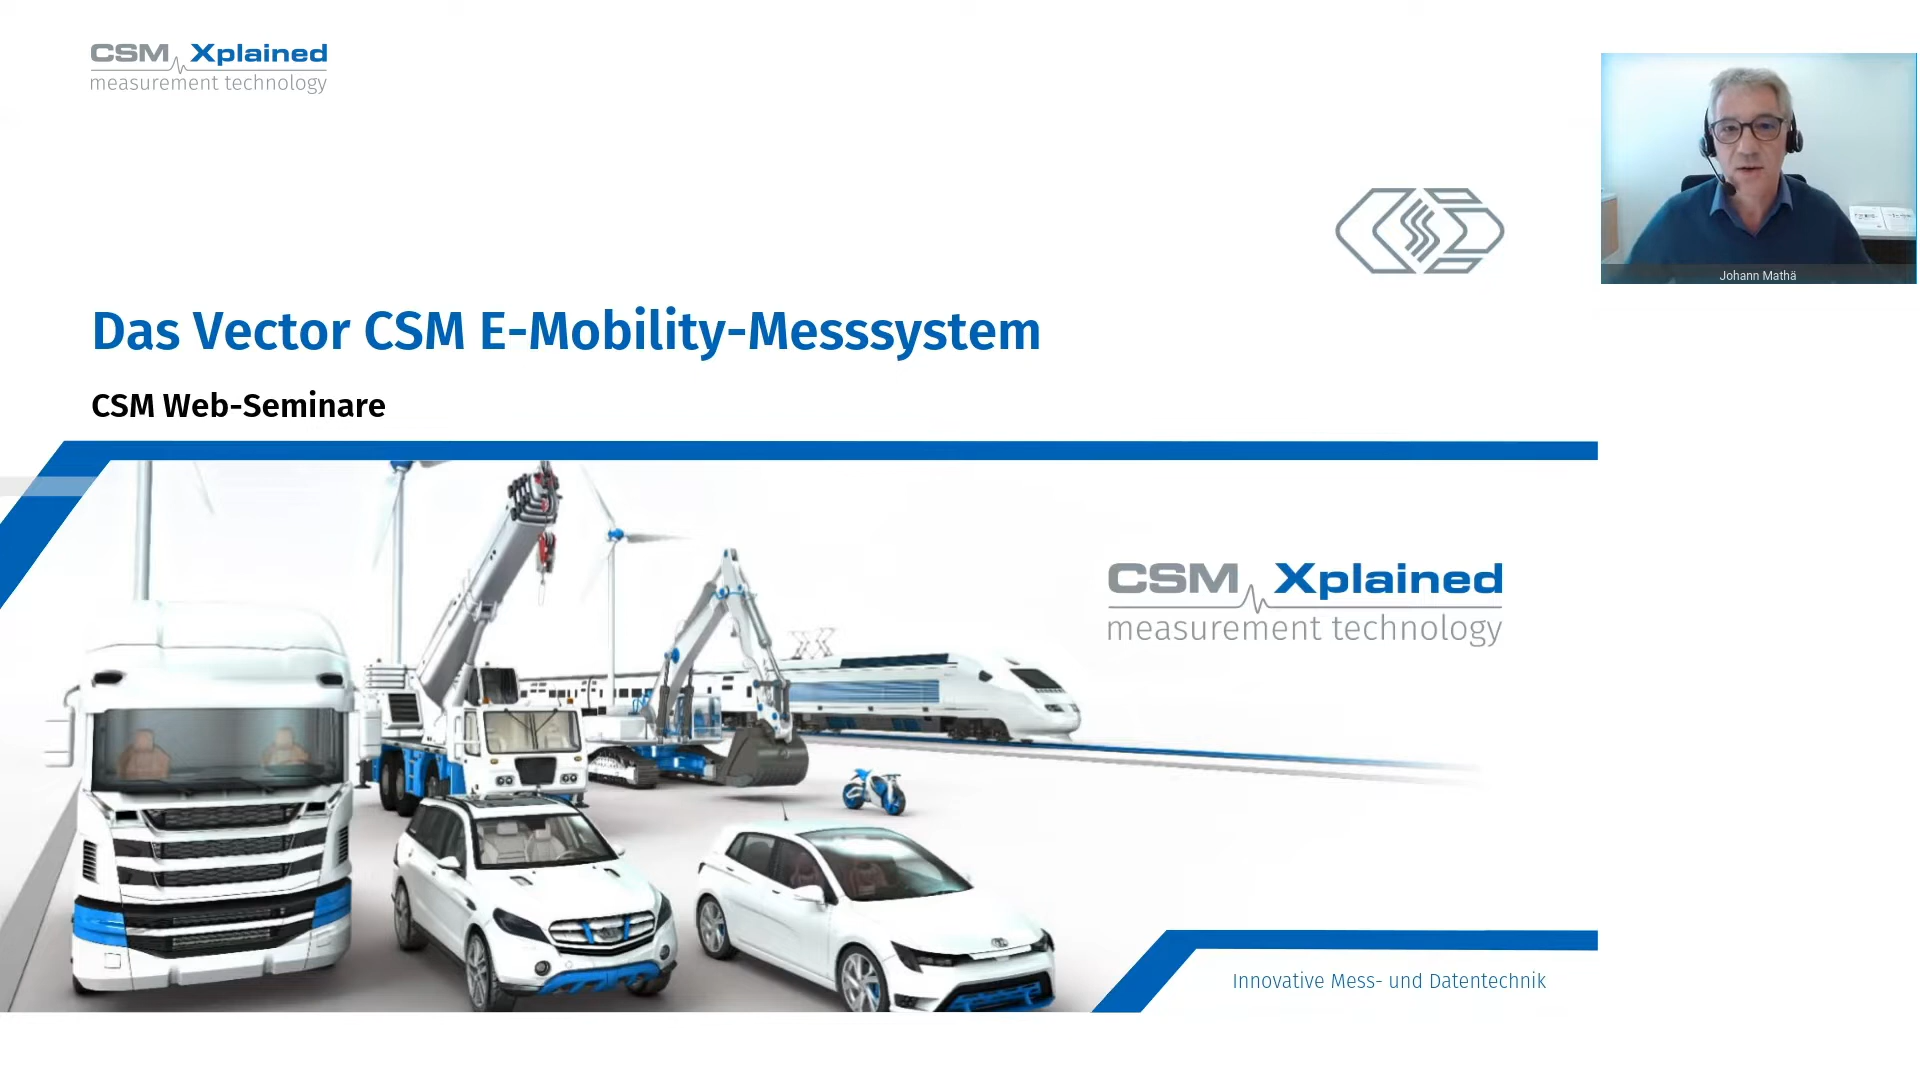 CSM Xplained
measurement technology
Johann Mathä
Das Vector CSM E-Mobility-Messsystem
CSM Web-Seminare
CSM Xplained
measurement technology
Innovative Mess- und Datentechnik